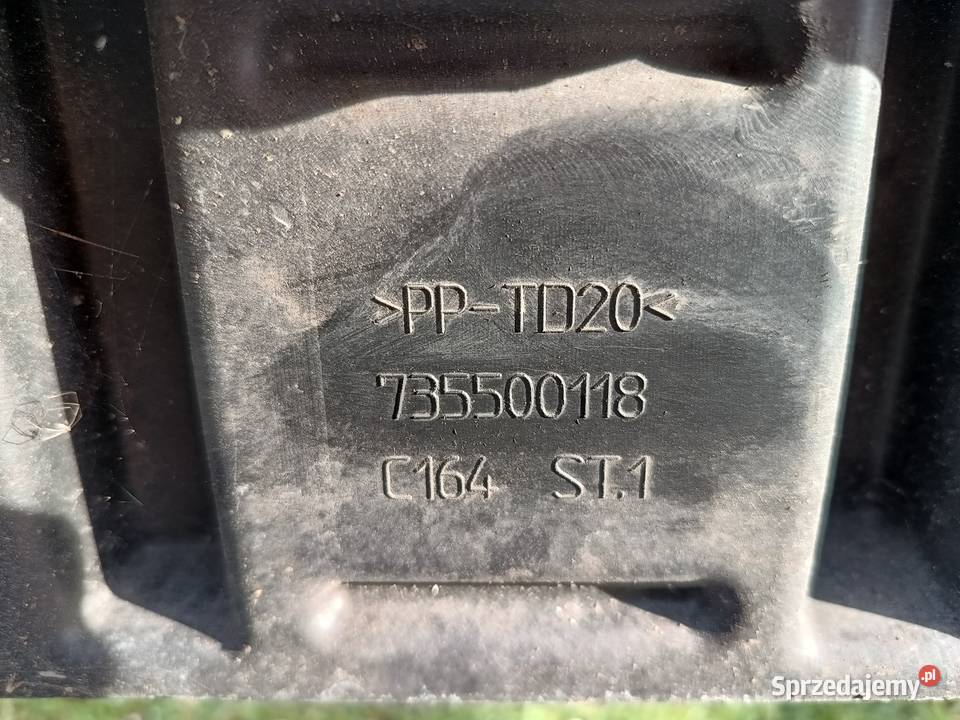 >PP-TD20<
735500118
C164 ST.1
Sprzedajemy.pl